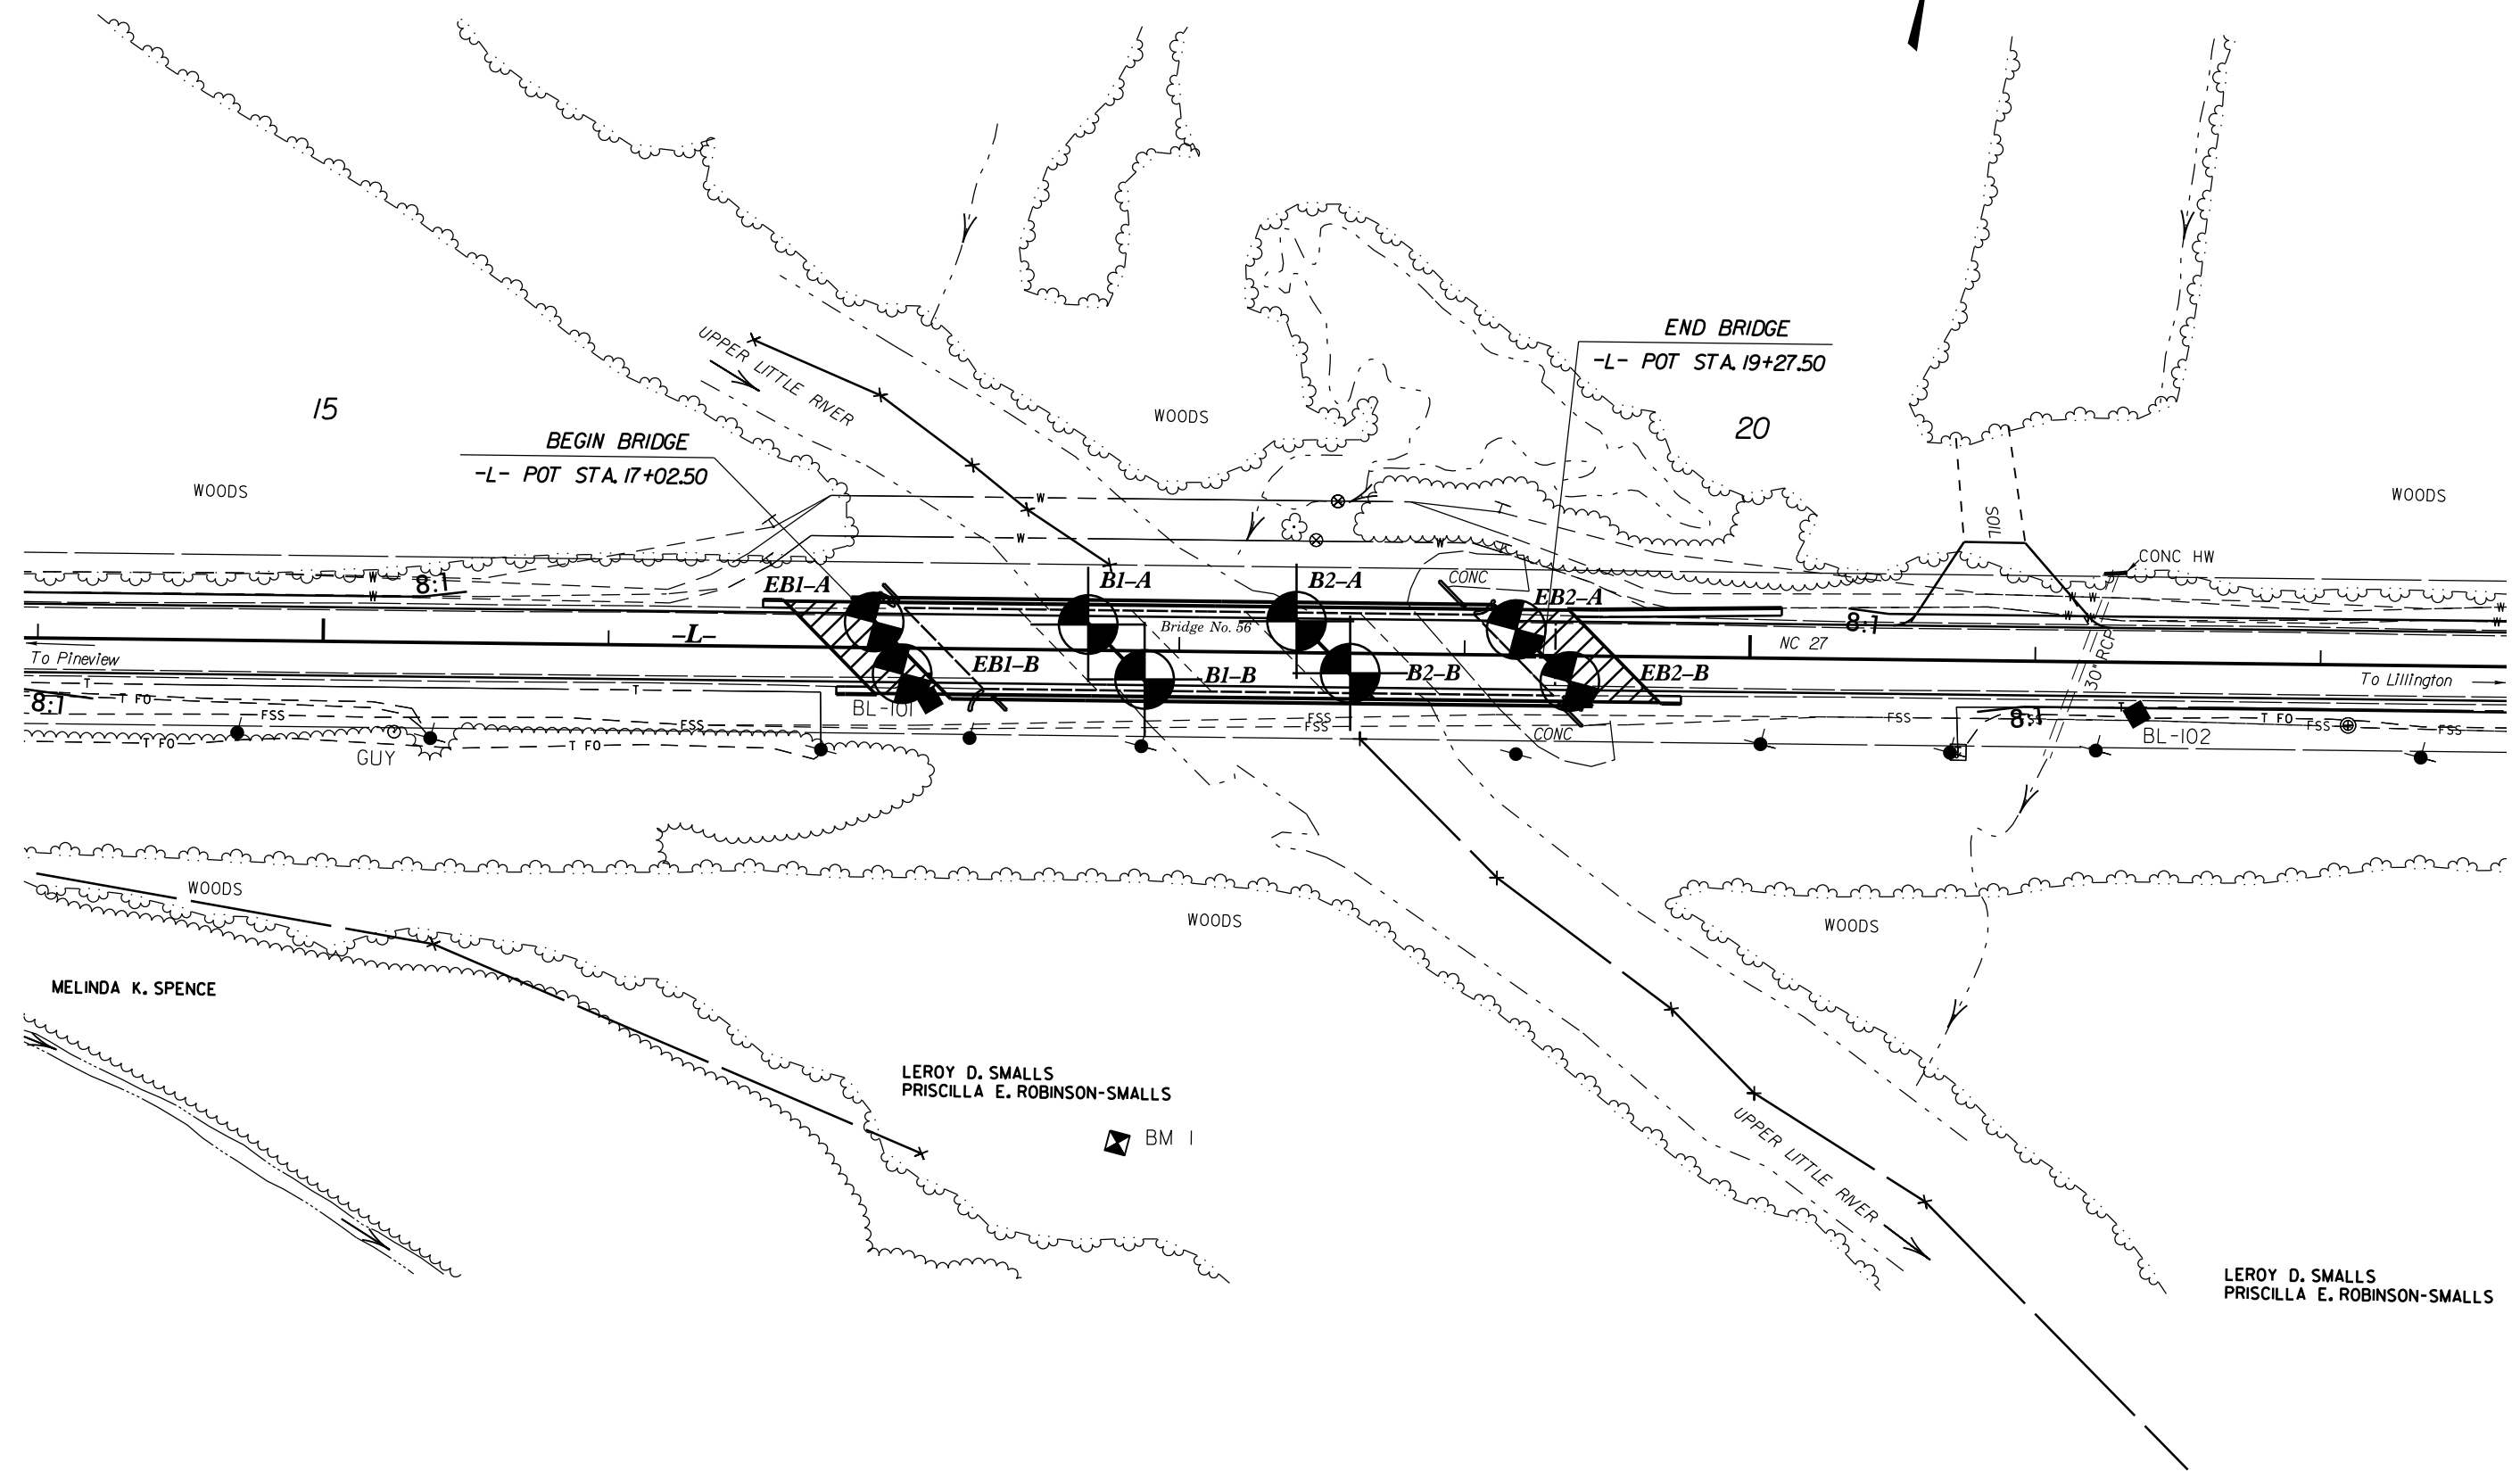 END BRIDGE
-L- POT STA. 19+27.50
UPPER LITTLE RIVER
15
WOODS
20
BEGIN BRIDGE
-L- POT STA. 17+02.50
WOODS
WOODS
W
SOIL
W
W
CONC HW
CONC
W
8:1
EB1-A
B1-A
B2-A
EB2-A
W
W
W
W
W
W
8:1
Bridge No. 56
-L-
NC 27
30" RCP
To Pineview
EB1-B
B1-B
B2-B
EB2-B
To Lillington
T
T
T FO
8:1
BL-101
T
FSS
FSS
FSS
FSS
FSS
FSS
8:1
T FO
FSS
FSS
CONC
BL-102
T FO
T FO
GUY
WOODS
WOODS
WOODS
MELINDA K. SPENCE
LEROY D. SMALLS
PRISCILLA E. ROBINSON-SMALLS
BM 1
UPPER LITTLE RIVER
LEROY D. SMALLS
PRISCILLA E. ROBINSON-SMALLS